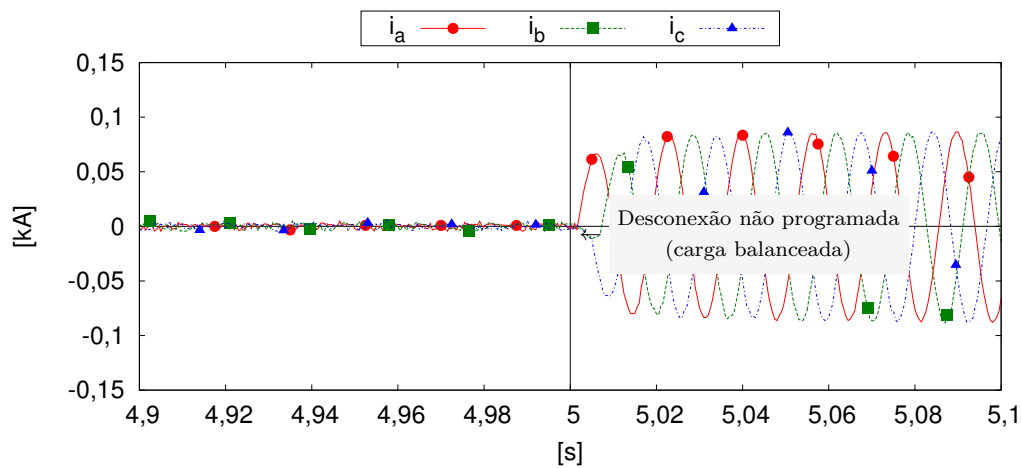 i_a i_b i_c
0,15
0,1
0,05
0
-0,05
-0,1
-0,15
[kA]
Desconexão não programada
(carga balanceada)
4,9 4,92 4,94 4,96 4,98 5 5,02 5,04 5,06 5,08 5,1
[s]